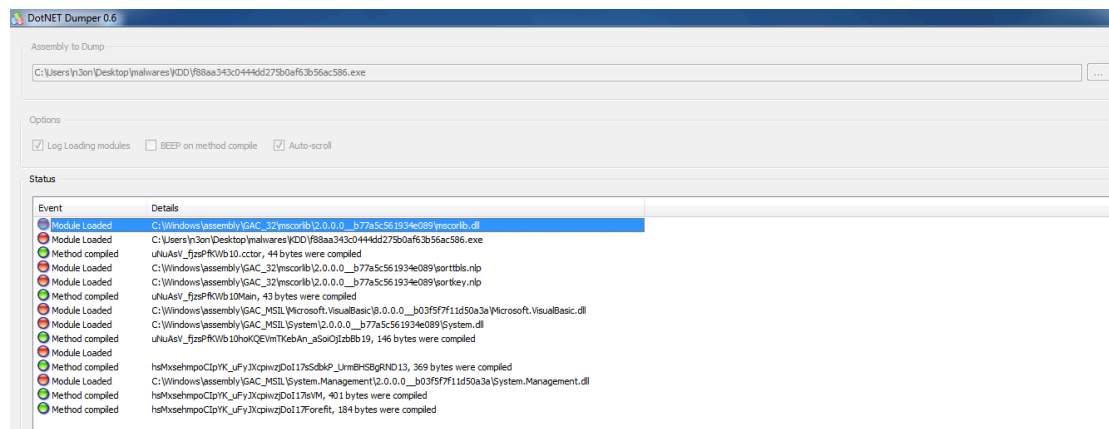 DotNET Dumper 0.6
Assembly to Dump
C:\Users\n3on\Desktop\malwares\KDD\f88aa343c0444dd275b0af63b56ac586.exe ...
Options
Log Loading modules BEEP on method compile Auto-scroll
Status
Event Details
Module Loaded C:\Windows\assembly\GAC_32\mscorlib\2.0.0.0__b77a5c561934e089\mscorlib.dll
Module Loaded C:\Users\n3on\Desktop\malwares\KDD\f88aa343c0444dd275b0af63b56ac586.exe
Method compiled uNuAsV_fjzsPfKWb10.cctor, 44 bytes were compiled
Module Loaded C:\Windows\assembly\GAC_32\mscorlib\2.0.0.0__b77a5c561934e089\sorttbls.nlp
Module Loaded C:\Windows\assembly\GAC_32\mscorlib\2.0.0.0__b77a5c561934e089\sortkey.nlp
Method compiled uNuAsV_fjzsPfKWb10Main, 43 bytes were compiled
Module Loaded C:\Windows\assembly\GAC_MSIL\Microsoft.VisualBasic\8.0.0.0__b03f5f7f11d50a3a\Microsoft.VisualBasic.dll
Module Loaded C:\Windows\assembly\GAC_MSIL\System\2.0.0.0__b77a5c561934e089\System.dll
Method compiled uNuAsV_fjzsPfKWb10hoKQEVmTKebAn_aSoiOjIzbBb19, 146 bytes were compiled
Module Loaded
Method compiled hsMxsehmpoCIpYK_uFyJXcpiwzjDoI17sSdbkP_UrmBHSBgRND13, 369 bytes were compiled
Module Loaded C:\Windows\assembly\GAC_MSIL\System.Management\2.0.0.0__b03f5f7f11d50a3a\System.Management.dll
Method compiled hsMxsehmpoCIpYK_uFyJXcpiwzjDoI17isVM, 401 bytes were compiled
Method compiled hsMxsehmpoCIpYK_uFyJXcpiwzjDoI17Forefit, 184 bytes were compiled